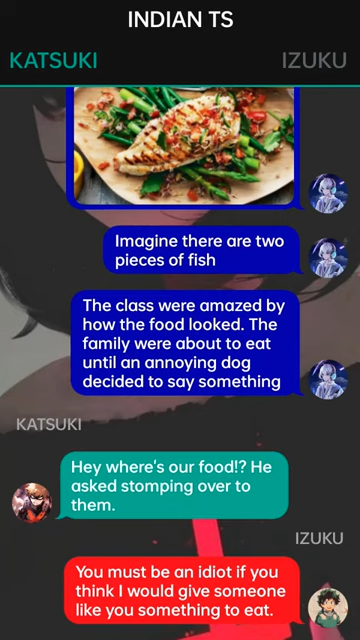 INDIAN TS
KATSUKI
IZUKU
Imagine there are two
pieces of fish
The class were amazed by
how the food looked. The
family were about to eat
until an annoying dog
decided to say something
KATSUKI
Hey where's our food!? He
asked stomping over to
them.
IZUKU
You must be an idiot if you
think I would give someone
like you something to eat.